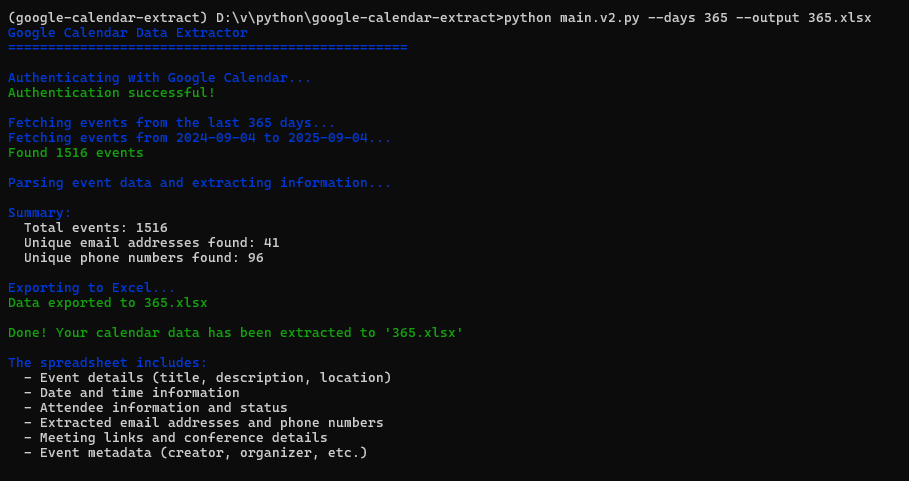 (google-calendar-extract) D:\v\python\google-calendar-extract>python main.v2.py --days 365 --output 365.xlsx
Google Calendar Data Extractor
==================================================
Authenticating with Google Calendar...
Authentication successful!
Fetching events from the last 365 days...
Fetching events from 2024-09-04 to 2025-09-04...
Found 1516 events
Parsing event data and extracting information...
Summary:
  Total events: 1516
  Unique email addresses found: 41
  Unique phone numbers found: 96
Exporting to Excel...
Data exported to 365.xlsx
Done! Your calendar data has been extracted to '365.xlsx'
The spreadsheet includes:
  - Event details (title, description, location)
  - Date and time information
  - Attendee information and status
  - Extracted email addresses and phone numbers
  - Meeting links and conference details
  - Event metadata (creator, organizer, etc.)